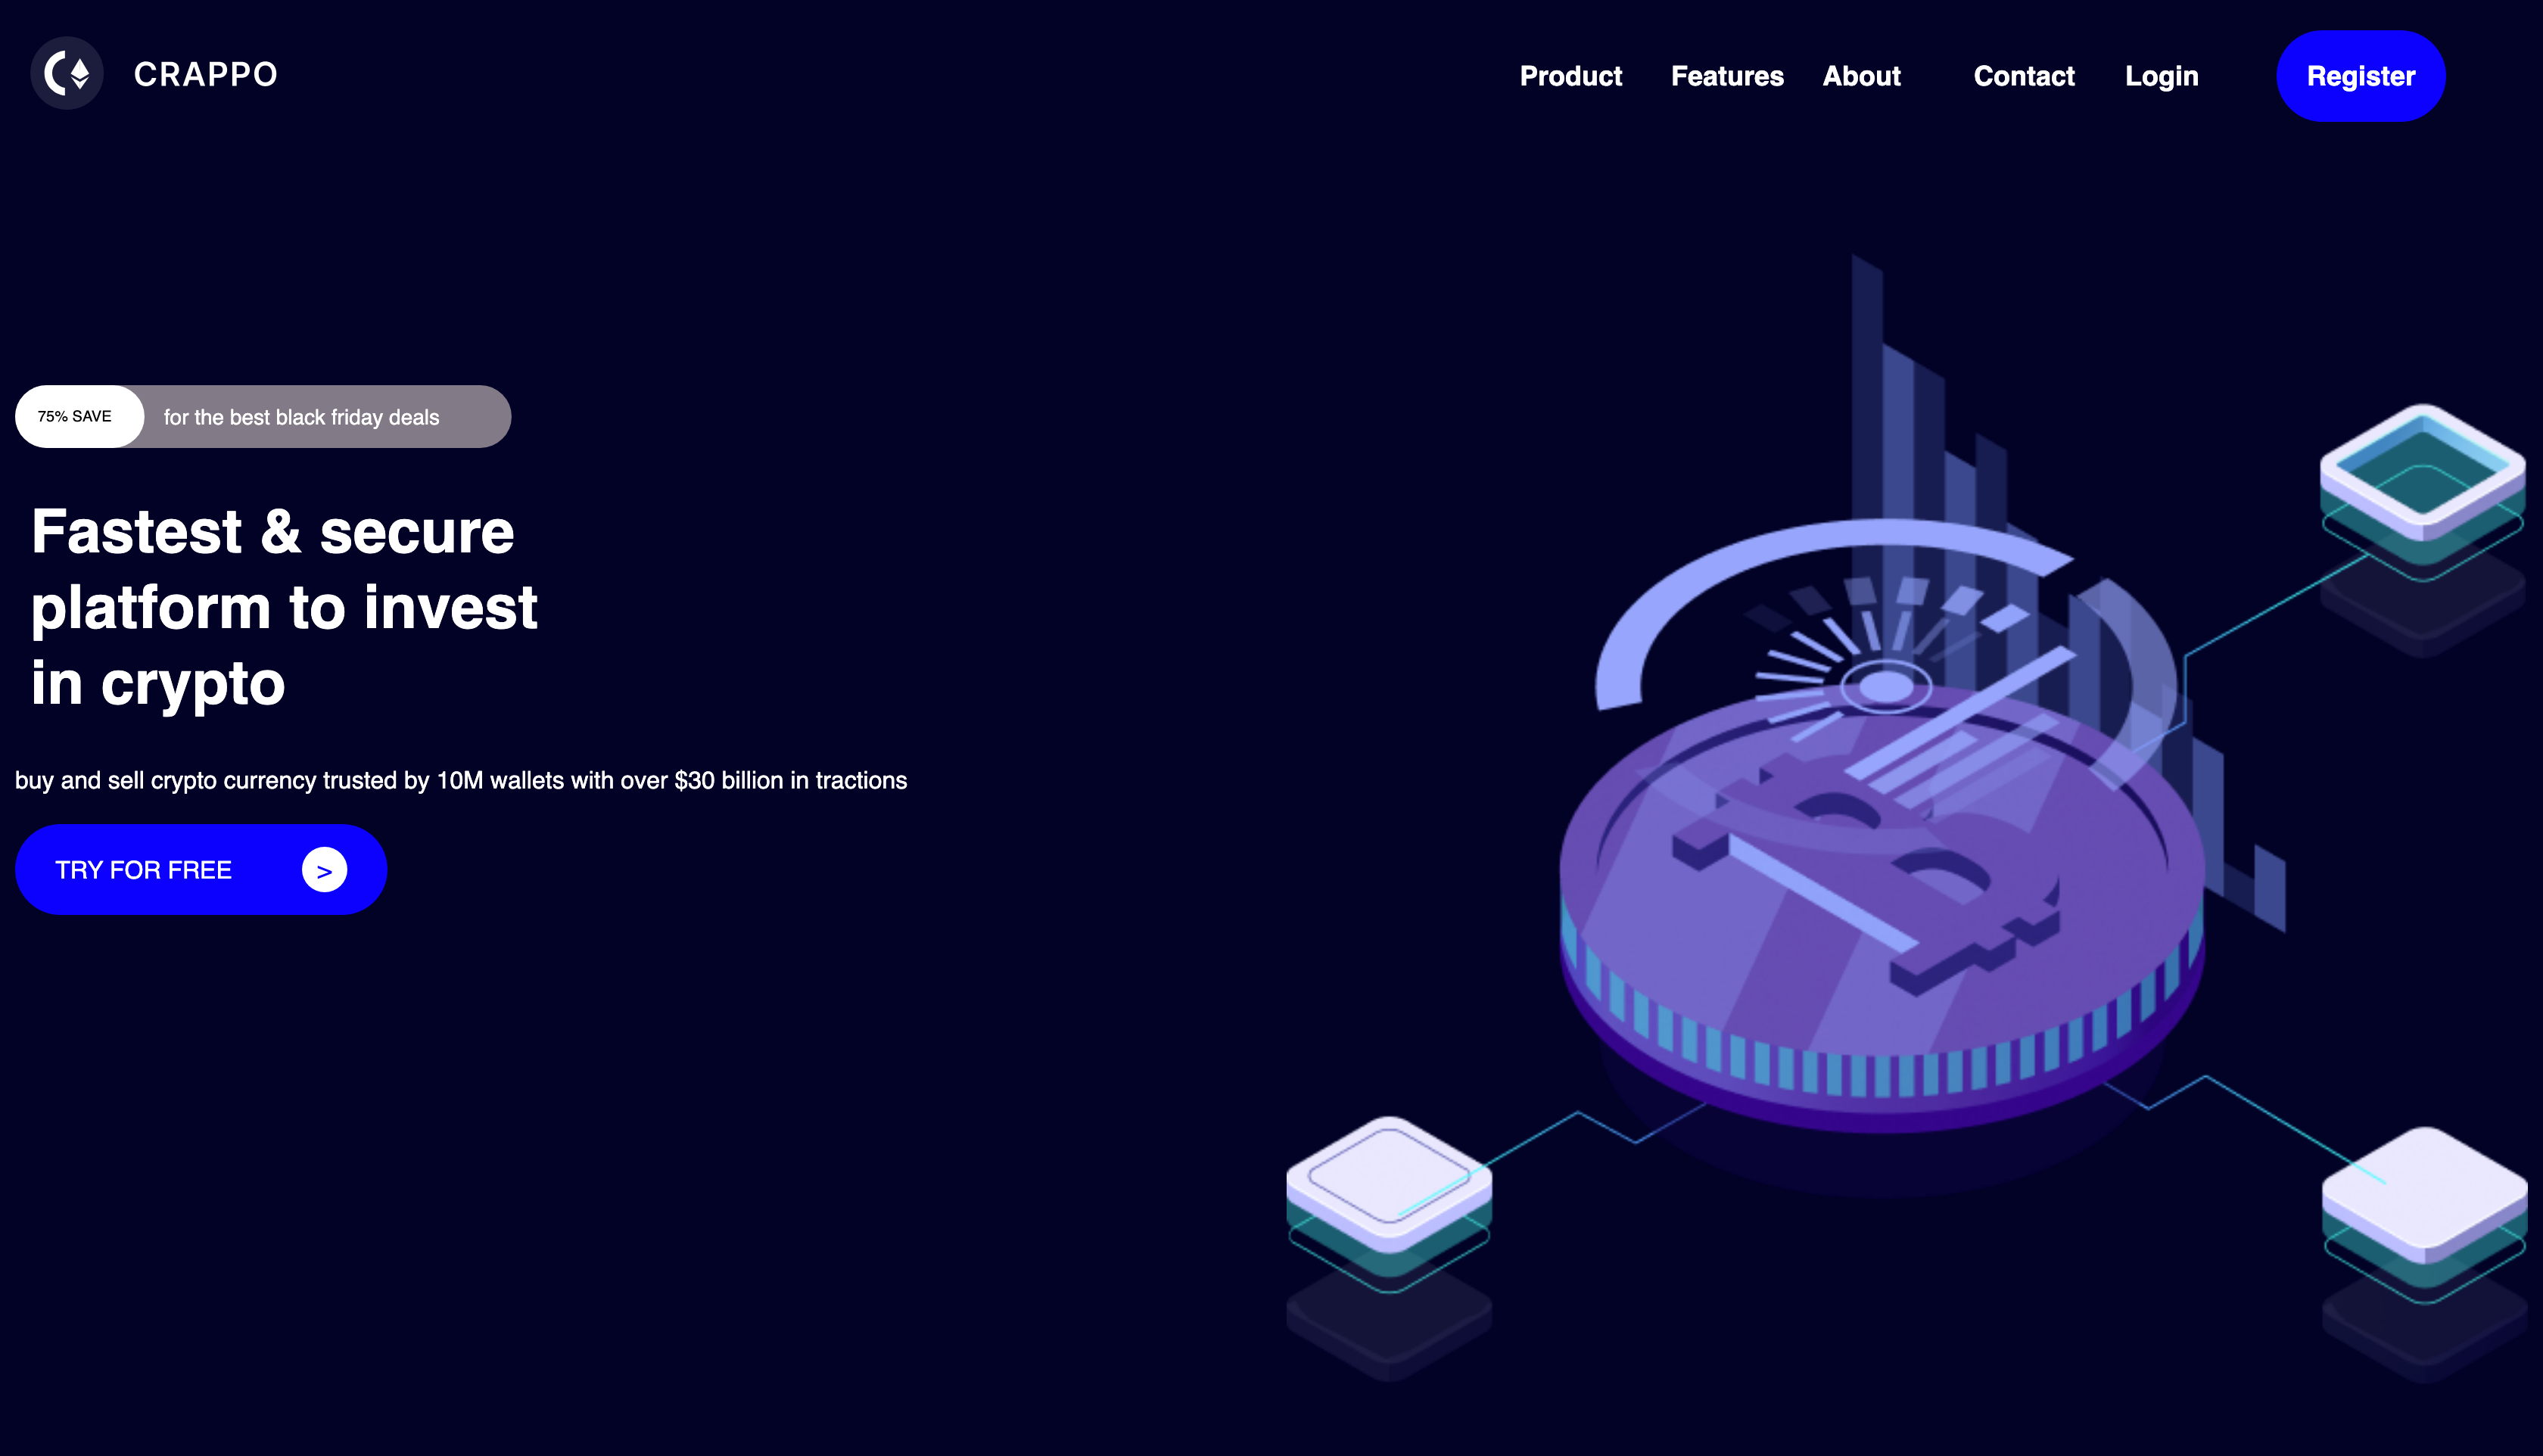 CRAPPO
Product Features About Contact Login Register
75% SAVE for the best black friday deals
Fastest & secure
platform to invest
in crypto
buy and sell crypto currency trusted by 10M wallets with over $30 billion in tractions
TRY FOR FREE >